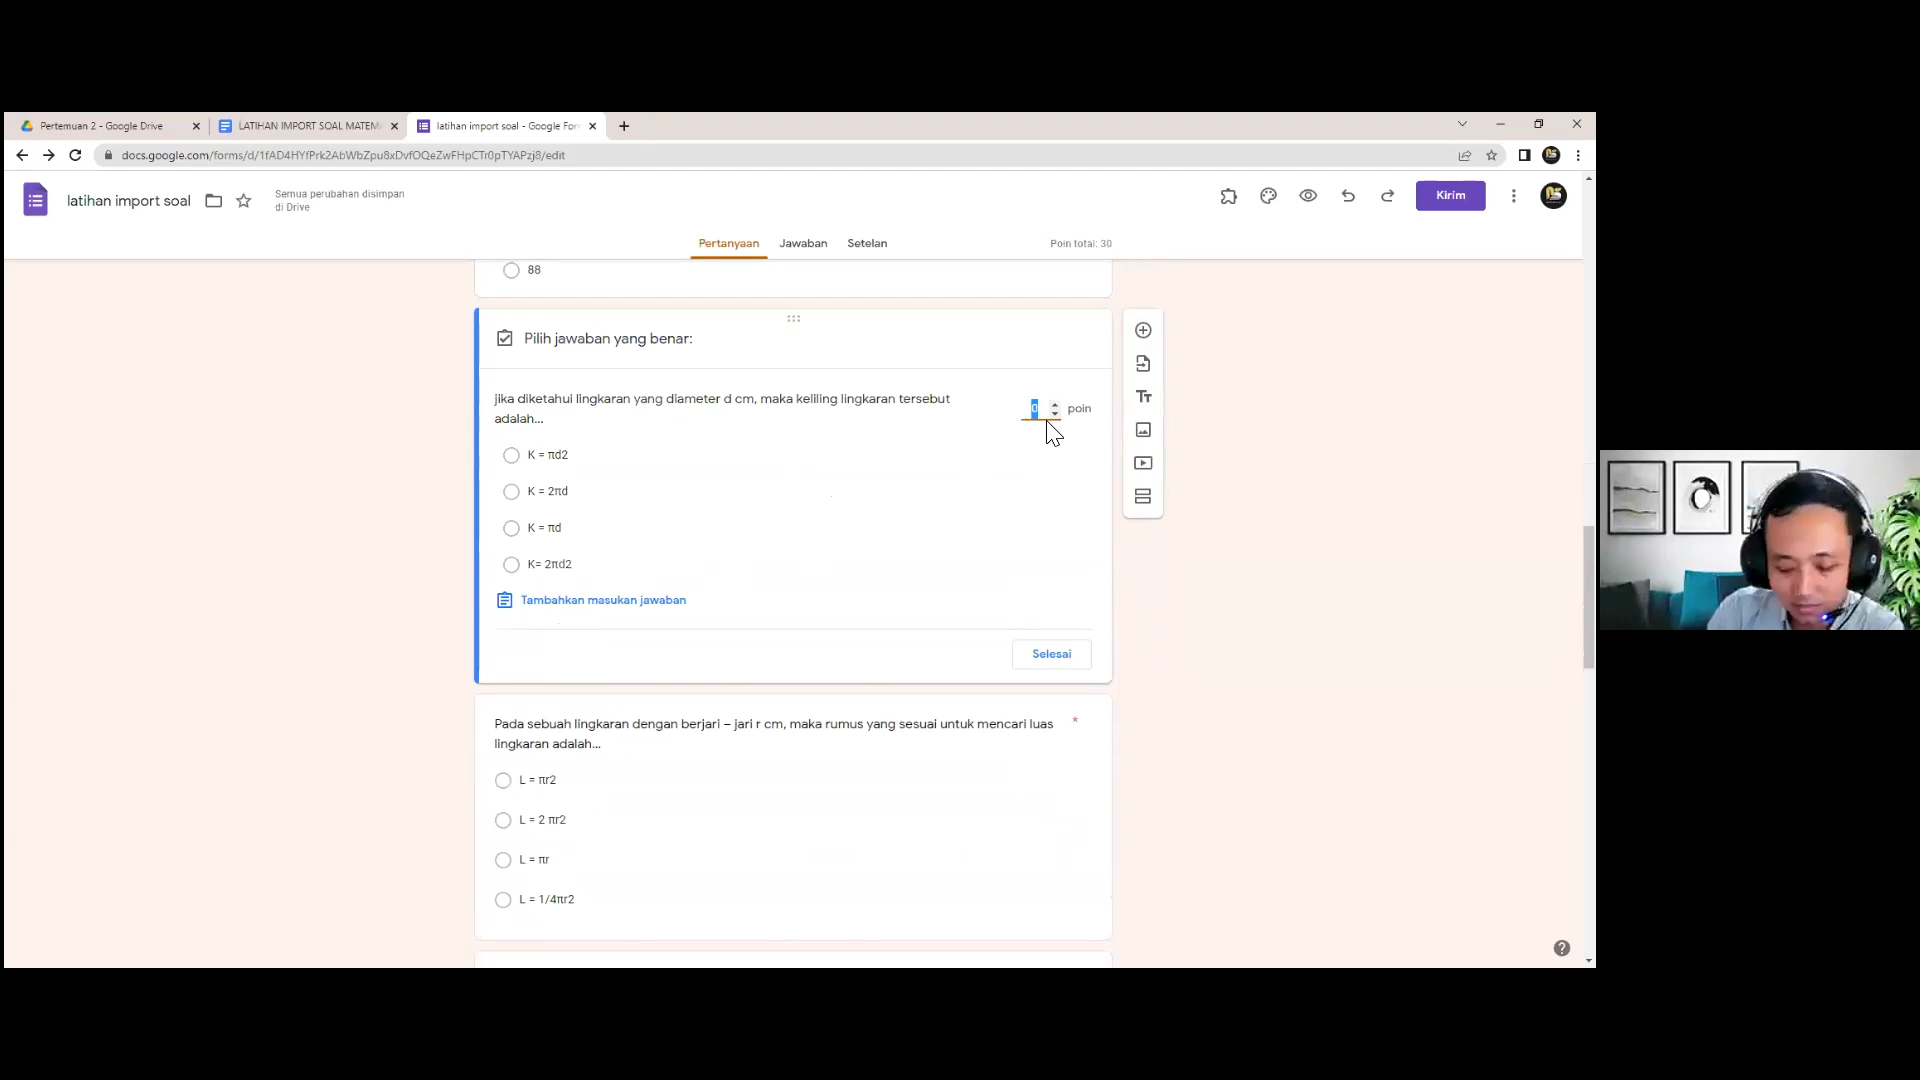 Pertemuan 2 - Google Drive
LATIHAN IMPORT SOAL MATEM
latihan import soal - Google For
docs.google.com/forms/d/1fAD4HYfPrk2AbWbZpu8xDvfOQeZwFHpCTr0pTYAPzj8/edit
latihan import soal
Semua perubahan disimpan
di Drive
Kirim
Pertanyaan
Jawaban
Setelan
Poin total: 30
88
Pilih jawaban yang benar:
jika diketahui lingkaran yang diameter d cm, maka keliling lingkaran tersebut
adalah...
0
poin
K = πd2
K = 2πd
K = πd
K= 2πd2
Tambahkan masukan jawaban
Selesai
Pada sebuah lingkaran dengan berjari – jari r cm, maka rumus yang sesuai untuk mencari luas *
lingkaran adalah...
L = πr2
L = 2 πr2
L = πr
L = 1/4πr2